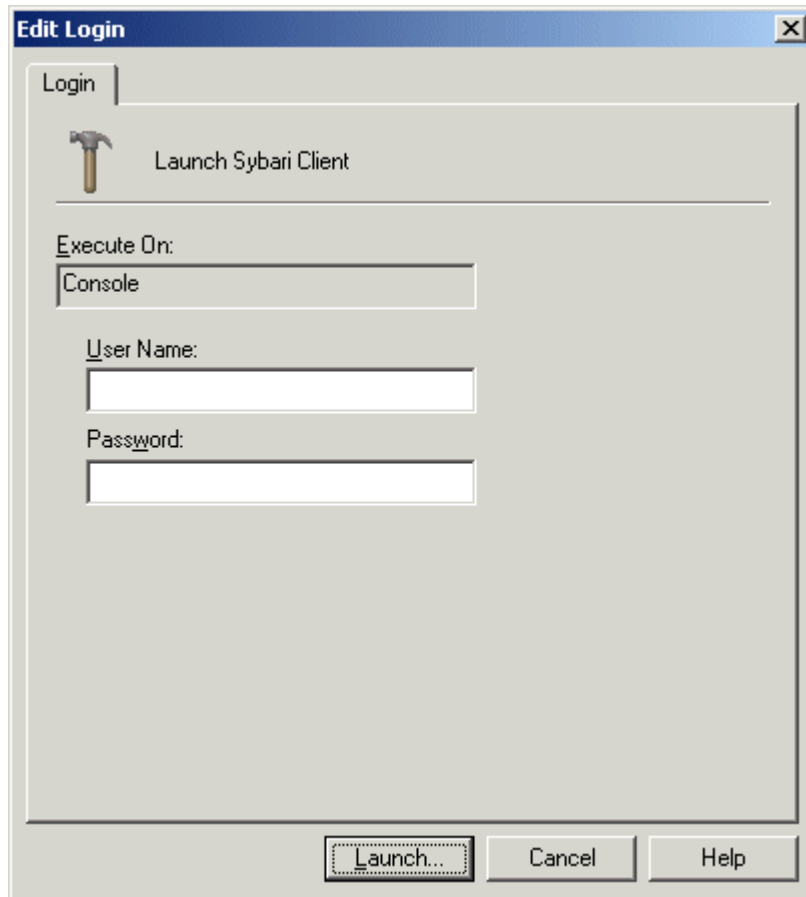 Edit Login
Login
Launch Sybari Client
Execute On:
Console
User Name:
Password:
Launch... Cancel Help